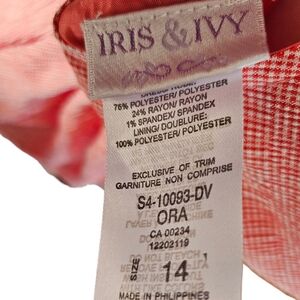 IRIS & IVY
76% POLYESTER/ POLYESTER
24% RAYON/ RAYON
1% SPANDEX/ SPANDEX
LINING/ DOUBLURE:
100% POLYESTER/ POLYESTER
EXCLUSIVE OF TRIM
GARNITURE NON COMPRISE
S4-10093-DV
ORA
CA 00234
12202119
SIZE 14
MADE IN PHILIPPINES